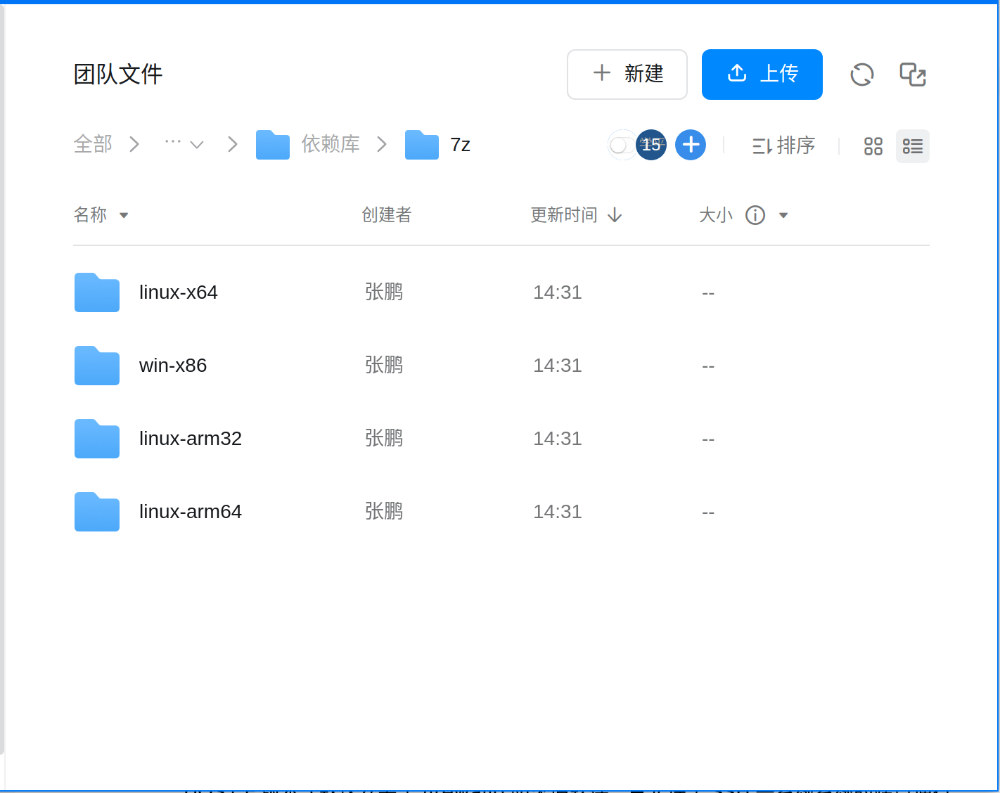 团队文件
新建
上传
全部 ··· 依赖库 7z
15
排序
名称 创建者 更新时间 大小
linux-x64 张鹏 14:31 --
win-x86 张鹏 14:31 --
linux-arm32 张鹏 14:31 --
linux-arm64 张鹏 14:31 --